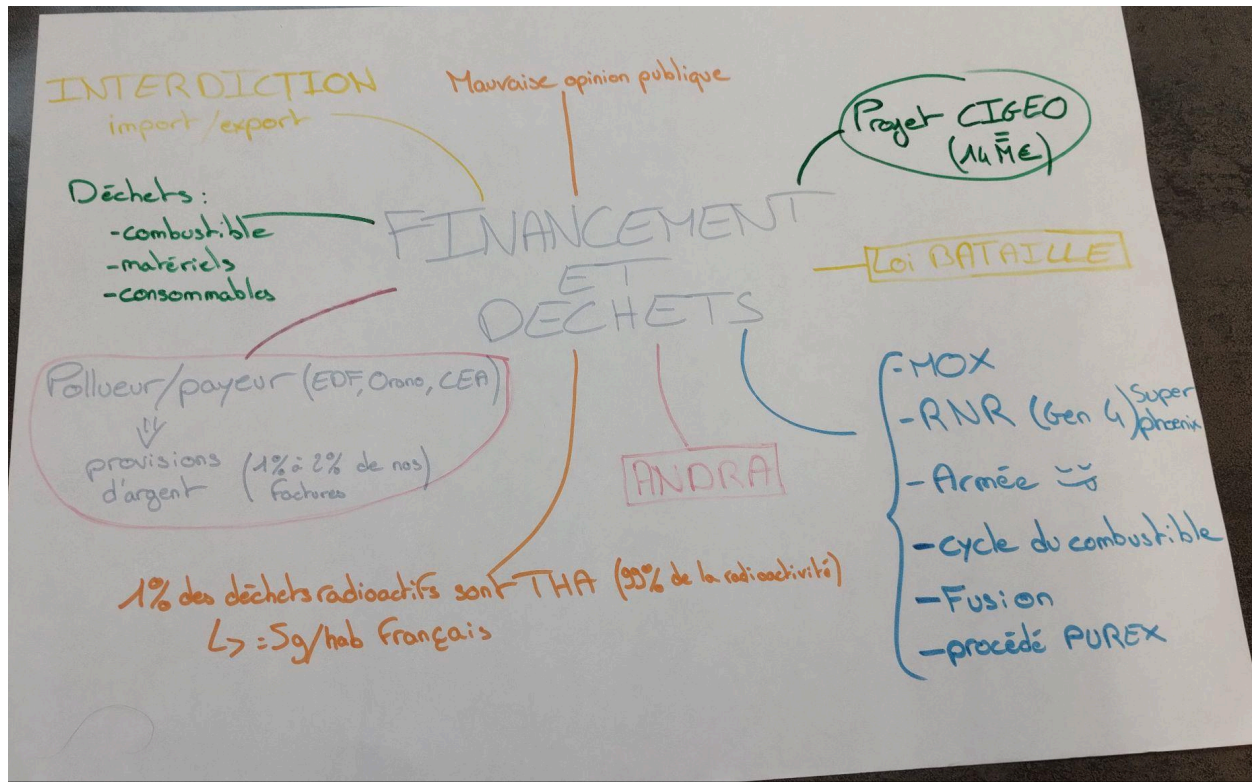 INTERDICTION
import/export
Mauvaise opinion publique
Projet CIGEO
(14 M€)
Déchets :
- combustible
- matériels
- consommables
FINANCEMENT
ET
DECHETS
Loi BATAILLE
Pollueur/payeur (EDF, Orano, CEA)
provisions
d'argent
(1% à 2% de nos
factures)
ANDRA
- MOX
- RNR (Gen 4) Super
phoenix
- Armée
- cycle du combustible
- Fusion
- procédé PUREX
1% des déchets radioactifs sont THA (99% de la radioactivité)
↳ = 5g/hab Français